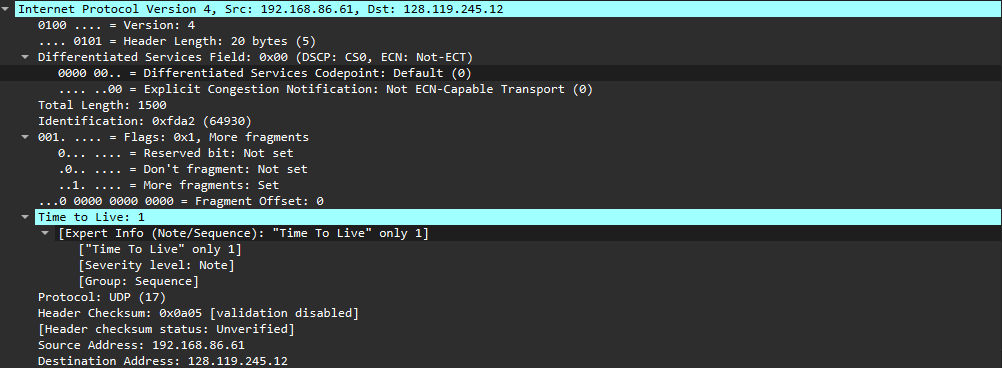 Internet Protocol Version 4, Src: 192.168.86.61, Dst: 128.119.245.12
0100 .... = Version: 4
.... 0101 = Header Length: 20 bytes (5)
Differentiated Services Field: 0x00 (DSCP: CS0, ECN: Not-ECT)
0000 00.. = Differentiated Services Codepoint: Default (0)
.... ..00 = Explicit Congestion Notification: Not ECN-Capable Transport (0)
Total Length: 1500
Identification: 0xfda2 (64930)
001. .... = Flags: 0x1, More fragments
0... .... = Reserved bit: Not set
.0.. .... = Don't fragment: Not set
..1. .... = More fragments: Set
...0 0000 0000 0000 = Fragment Offset: 0
Time to Live: 1
[Expert Info (Note/Sequence): "Time To Live" only 1]
["Time To Live" only 1]
[Severity level: Note]
[Group: Sequence]
Protocol: UDP (17)
Header Checksum: 0x0a05 [validation disabled]
[Header checksum status: Unverified]
Source Address: 192.168.86.61
Destination Address: 128.119.245.12